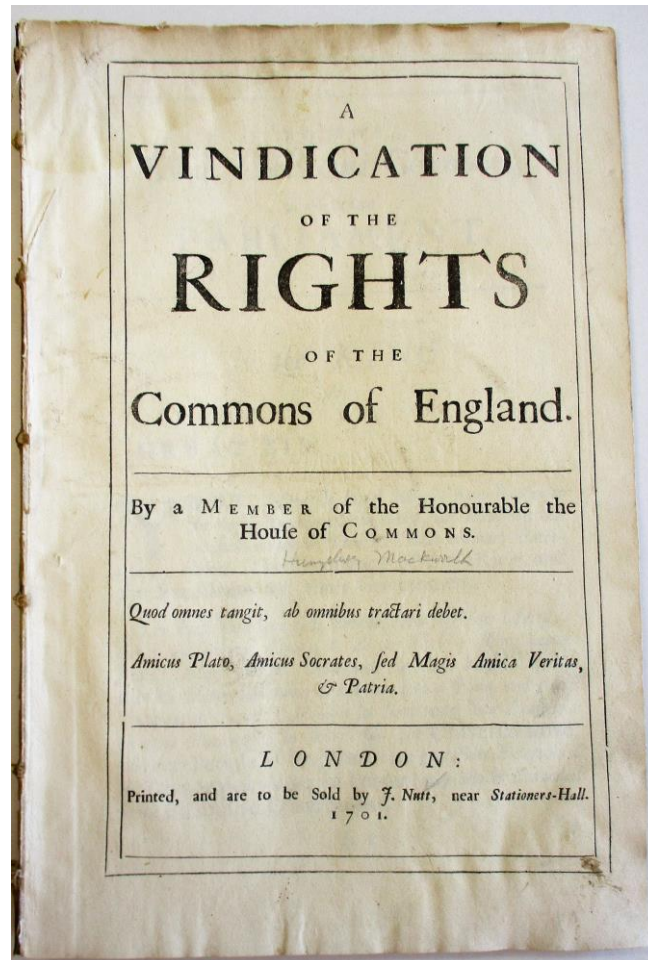 A
VINDICATION
OF THE
RIGHTS
OF THE
Commons of England.
By a MEMBER of the Honourable the
Houſe of COMMONS.
Humphrey Mackworth
Quod omnes tangit, ab omnibus tractari debet.
Amicus Plato, Amicus Socrates, ſed Magis Amica Veritas,
& Patria.
LONDON:
Printed, and are to be Sold by J. Nutt, near Stationers-Hall.
1701.